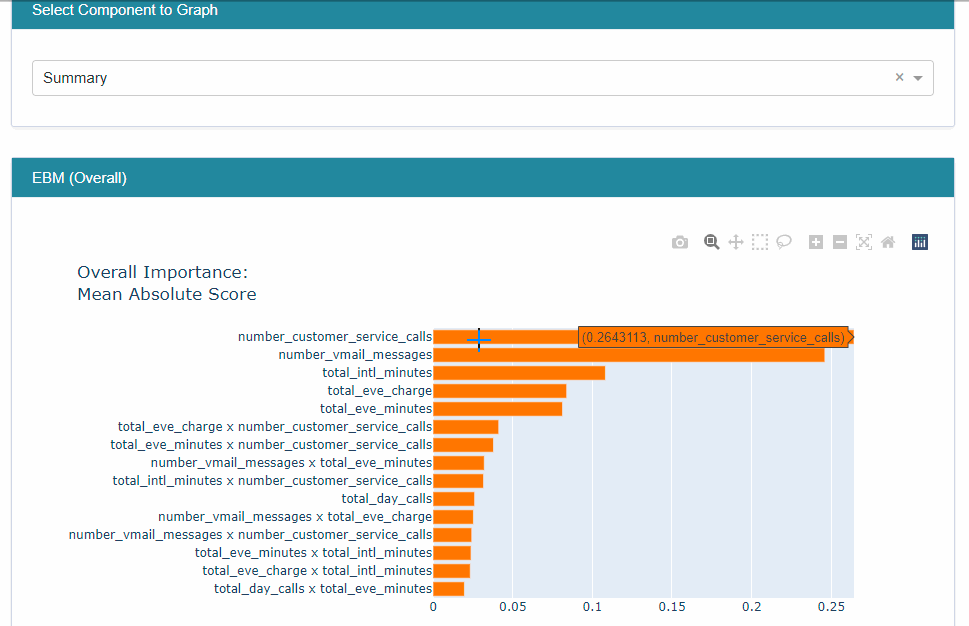 Select Component to Graph
Summary
EBM (Overall)
Overall Importance:
Mean Absolute Score
number_customer_service_calls
(0.2643113, number_customer_service_calls)
number_vmail_messages
total_intl_minutes
total_eve_charge
total_eve_minutes
total_eve_charge x number_customer_service_calls
total_eve_minutes x number_customer_service_calls
number_vmail_messages x total_eve_minutes
total_intl_minutes x number_customer_service_calls
total_day_calls
number_vmail_messages x total_eve_charge
number_vmail_messages x number_customer_service_calls
total_eve_minutes x total_intl_minutes
total_eve_charge x total_intl_minutes
total_day_calls x total_eve_minutes
0 0.05 0.1 0.15 0.2 0.25